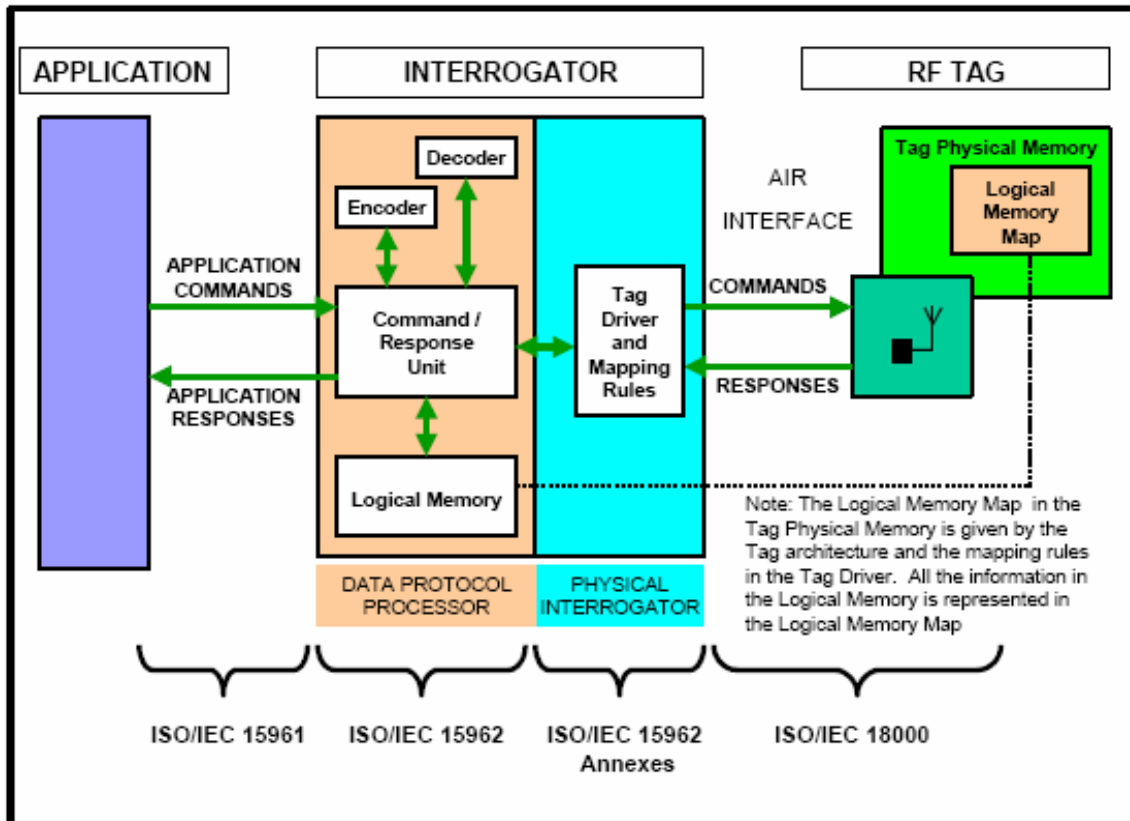 APPLICATION
INTERROGATOR
RF TAG
Decoder
Encoder
Tag Physical Memory
Logical
Memory
Map
AIR
INTERFACE
APPLICATION
COMMANDS
Command /
Response
Unit
Tag
Driver
and
Mapping
Rules
COMMANDS
APPLICATION
RESPONSES
RESPONSES
Logical Memory
Note: The Logical Memory Map in the
Tag Physical Memory is given by the
Tag architecture and the mapping rules
in the Tag Driver. All the information in
the Logical Memory is represented in
the Logical Memory Map
DATA PROTOCOL
PROCESSOR
PHYSICAL
INTERROGATOR
ISO/IEC 15961
ISO/IEC 15962
ISO/IEC 15962
Annexes
ISO/IEC 18000